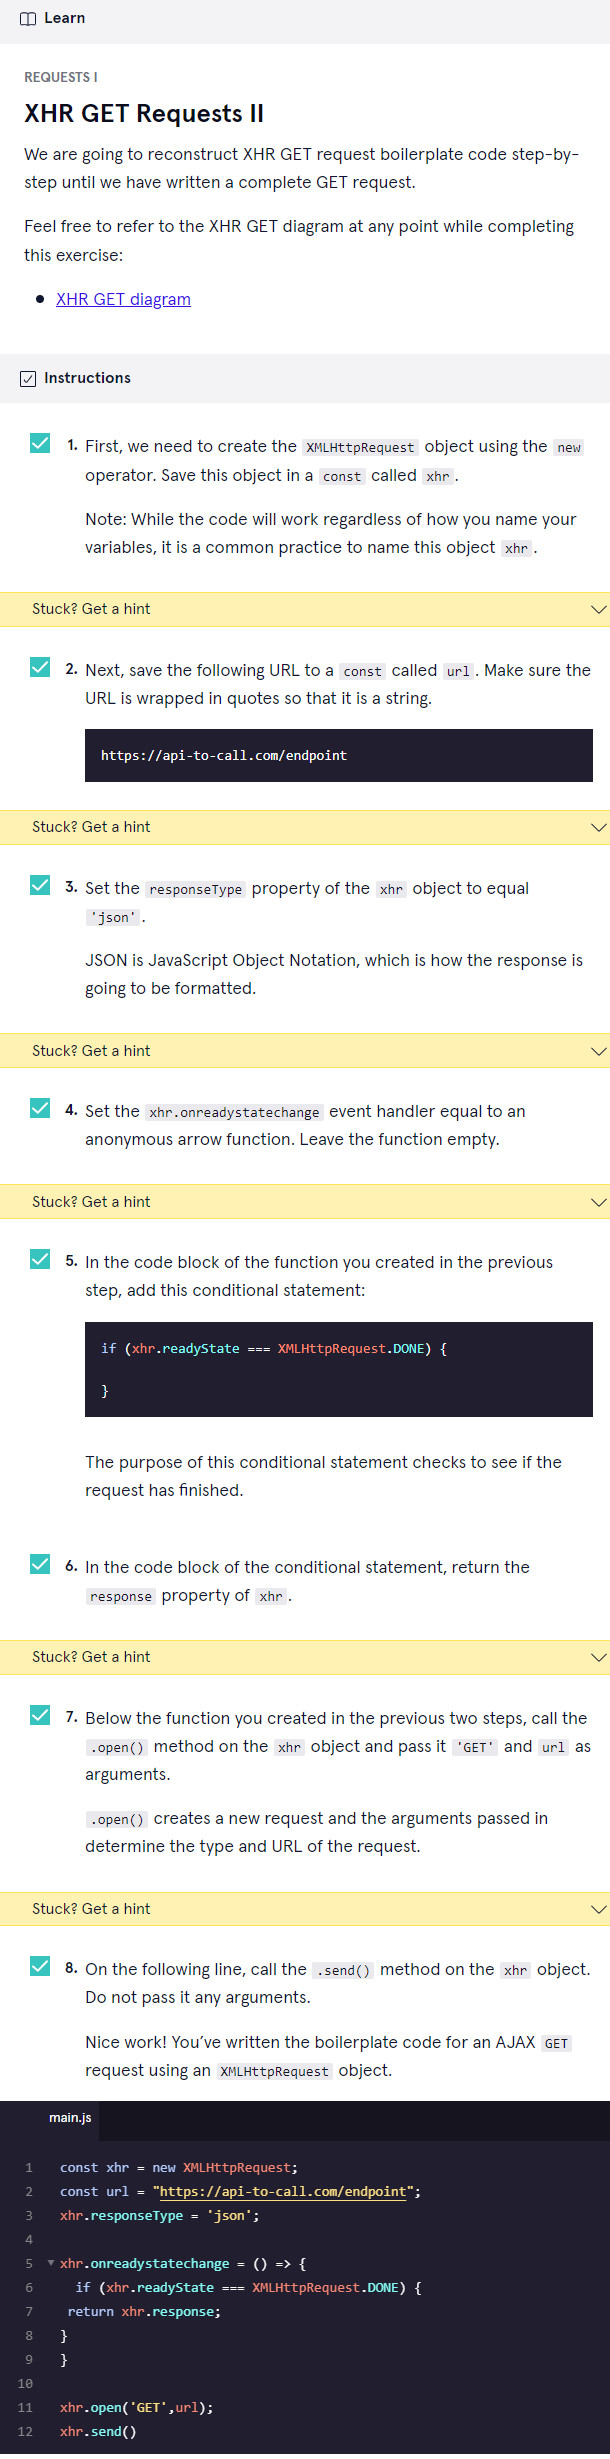 Learn
REQUESTS I
XHR GET Requests II
We are going to reconstruct XHR GET request boilerplate code step-by-
step until we have written a complete GET request.
Feel free to refer to the XHR GET diagram at any point while completing
this exercise:
• XHR GET diagram
Instructions
1. First, we need to create the XMLHttpRequest object using the new
operator. Save this object in a const called xhr.
Note: While the code will work regardless of how you name your
variables, it is a common practice to name this object xhr.
Stuck? Get a hint
2. Next, save the following URL to a const called url. Make sure the
URL is wrapped in quotes so that it is a string.
https://api-to-call.com/endpoint
Stuck? Get a hint
3. Set the responseType property of the xhr object to equal
'json'.
JSON is JavaScript Object Notation, which is how the response is
going to be formatted.
Stuck? Get a hint
4. Set the xhr.onreadystatechange event handler equal to an
anonymous arrow function. Leave the function empty.
Stuck? Get a hint
5. In the code block of the function you created in the previous
step, add this conditional statement:
if (xhr.readyState === XMLHttpRequest.DONE) {
}
The purpose of this conditional statement checks to see if the
request has finished.
6. In the code block of the conditional statement, return the
response property of xhr.
Stuck? Get a hint
7. Below the function you created in the previous two steps, call the
.open() method on the xhr object and pass it 'GET' and url as
arguments.
.open() creates a new request and the arguments passed in
determine the type and URL of the request.
Stuck? Get a hint
8. On the following line, call the .send() method on the xhr object.
Do not pass it any arguments.
Nice work! You’ve written the boilerplate code for an AJAX GET
request using an XMLHttpRequest object.
main.js
1 const xhr = new XMLHttpRequest;
2 const url = "https://api-to-call.com/endpoint";
3 xhr.responseType = 'json';
4
5 xhr.onreadystatechange = () => {
6 if (xhr.readyState === XMLHttpRequest.DONE) {
7 return xhr.response;
8 }
9 }
10
11 xhr.open('GET',url);
12 xhr.send()